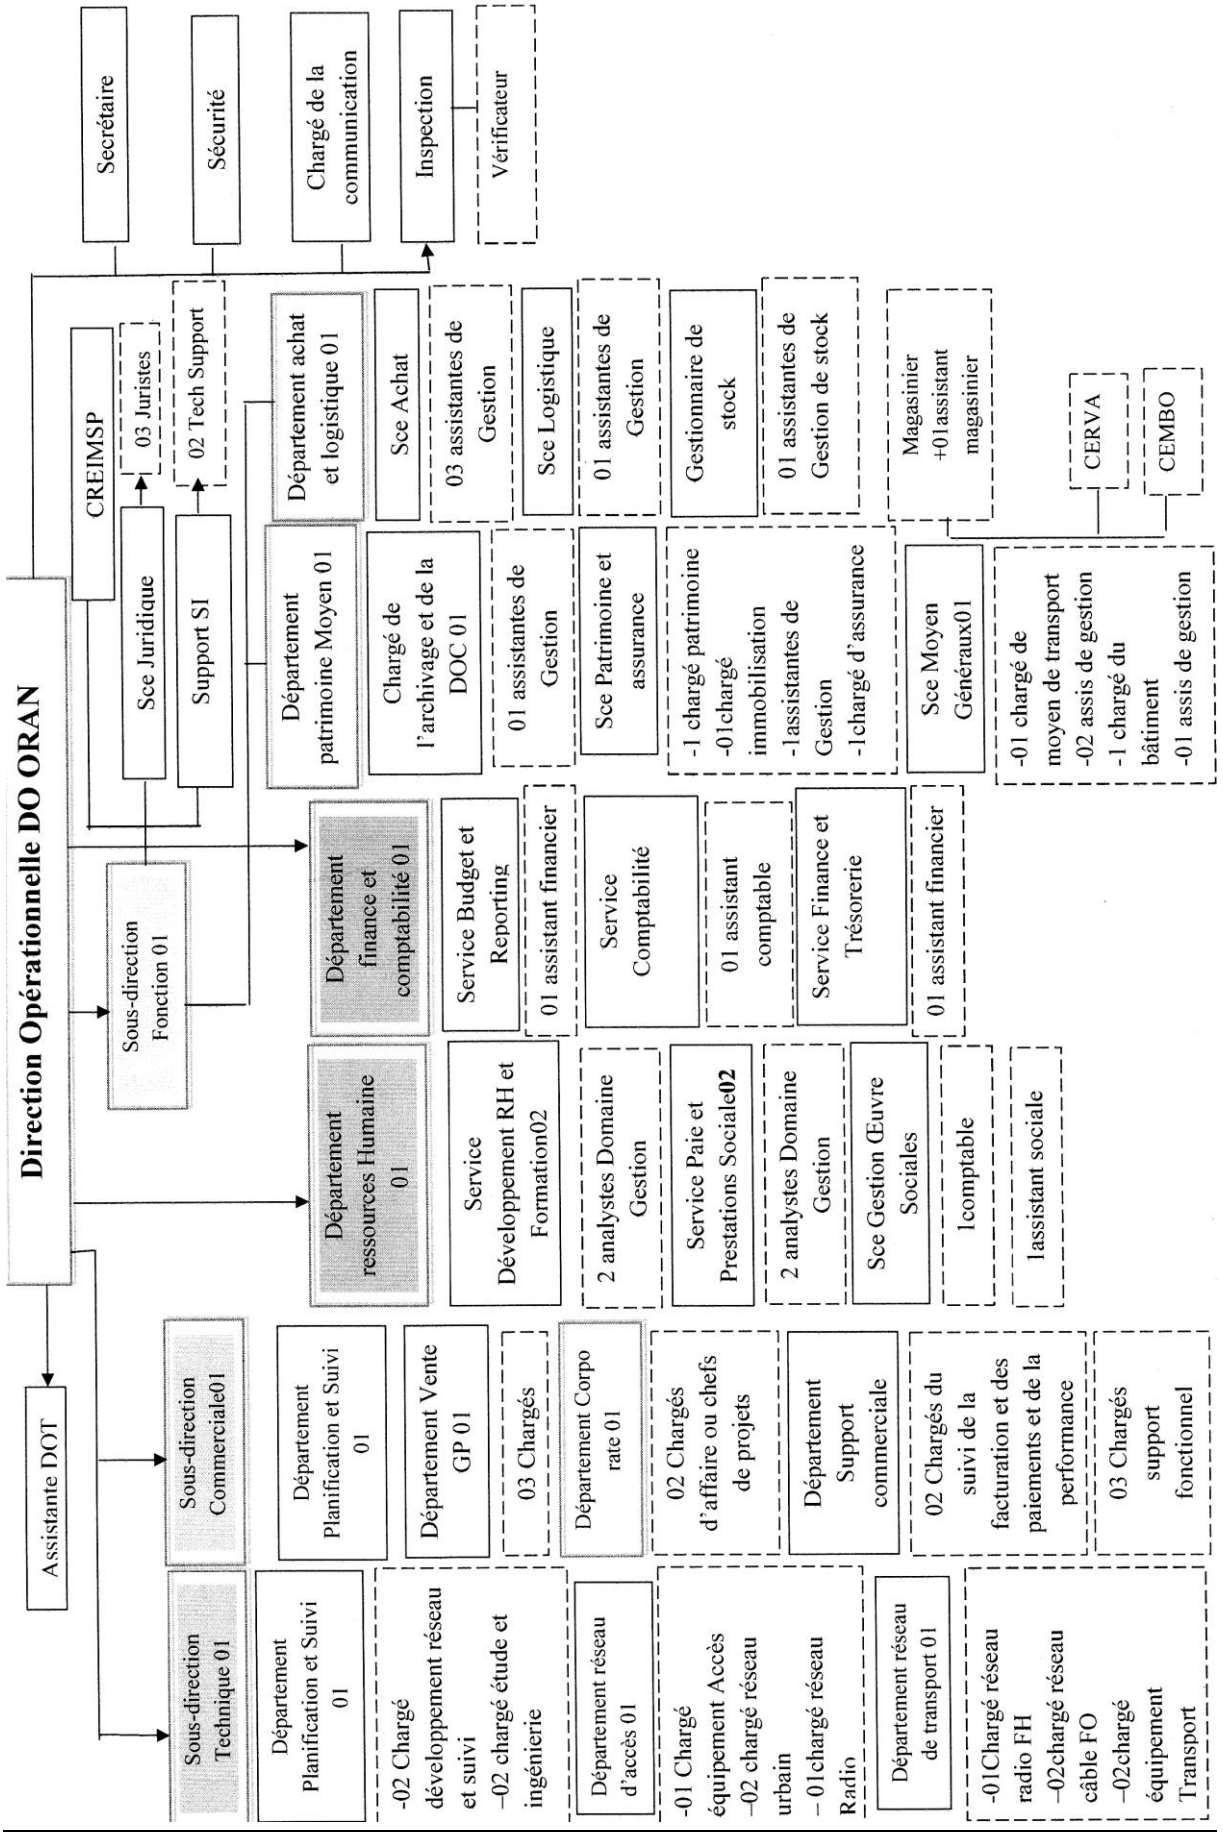 Direction Opérationnelle DO ORAN
Assistante DOT
Secrétaire
Sécurité
Chargé de la
communication
Inspection
Vérificateur
CREIMSP
Sce Juridique
03 Juristes
Support SI
02 Tech Support
Sous-direction
Fonction 01
Sous-direction
Technique 01
Département
Planification et Suivi
01
-02 Chargé
développement réseau
et suivi
–02 chargé étude et
ingénierie
Département réseau
d'accès 01
-01 Chargé
équipement Accès
–02 chargé réseau
urbain
– 01chargé réseau
Radio
Département réseau
de transport 01
-01Chargé réseau
radio FH
–02chargé réseau
câble FO
–02chargé
équipement
Transport
Sous-direction
Commerciale01
Département
Planification et Suivi
01
Département Vente
GP 01
03 Chargés
Département Corpo
rate 01
02 Chargés
d'affaire ou chefs
de projets
Département
Support
commerciale
02 Chargés du
suivi de la
facturation et des
paiements et de la
performance
03 Chargés
support
fonctionnel
Département
ressources Humaine
01
Service
Développement RH et
Formation02
2 analystes Domaine
Gestion
Service Paie et
Prestations Sociale02
2 analystes Domaine
Gestion
Sce Gestion Œuvre
Sociales
1comptable
1assistant sociale
Département
finance et
comptabilité 01
Service Budget et
Reporting
01 assistant financier
Service
Comptabilité
01 assistant
comptable
Service Finance et
Trésorerie
01 assistant financier
Département
patrimoine Moyen 01
Chargé de
l'archivage et de la
DOC 01
01 assistantes de
Gestion
Sce Patrimoine et
assurance
-1 chargé patrimoine
-01chargé
immobilisation
-1assistantes de
Gestion
-1chargé d'assurance
Sce Moyen
Généraux01
-01 chargé de
moyen de transport
-02 assis de gestion
-1 chargé du
bâtiment
-01 assis de gestion
Département achat
et logistique 01
Sce Achat
03 assistantes de
Gestion
Sce Logistique
01 assistantes de
Gestion
Gestionnaire de
stock
01 assistantes de
Gestion de stock
Magasinier
+01assistant
magasinier
CERVA
CEMBO